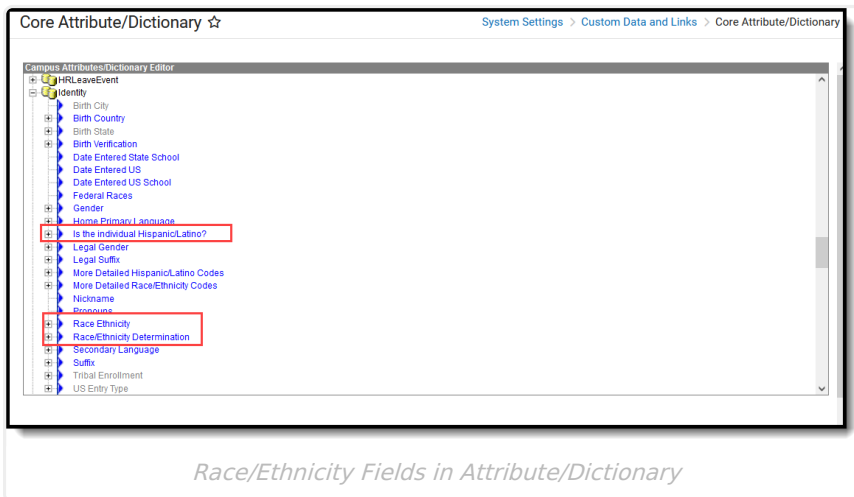 Core Attribute/Dictionary ☆
System Settings > Custom Data and Links > Core Attribute/Dictionary
Campus Attributes/Dictionary Editor
HRLeaveEvent
Identity
Birth City
Birth Country
Birth State
Birth Verification
Date Entered State School
Date Entered US
Date Entered US School
Federal Races
Gender
Home Primary Language
Is the individual Hispanic/Latino?
Legal Gender
Legal Suffix
More Detailed Hispanic/Latino Codes
More Detailed Race/Ethnicity Codes
Nickname
Pronouns
Race Ethnicity
Race/Ethnicity Determination
Secondary Language
Suffix
Tribal Enrollment
US Entry Type
Race/Ethnicity Fields in Attribute/Dictionary